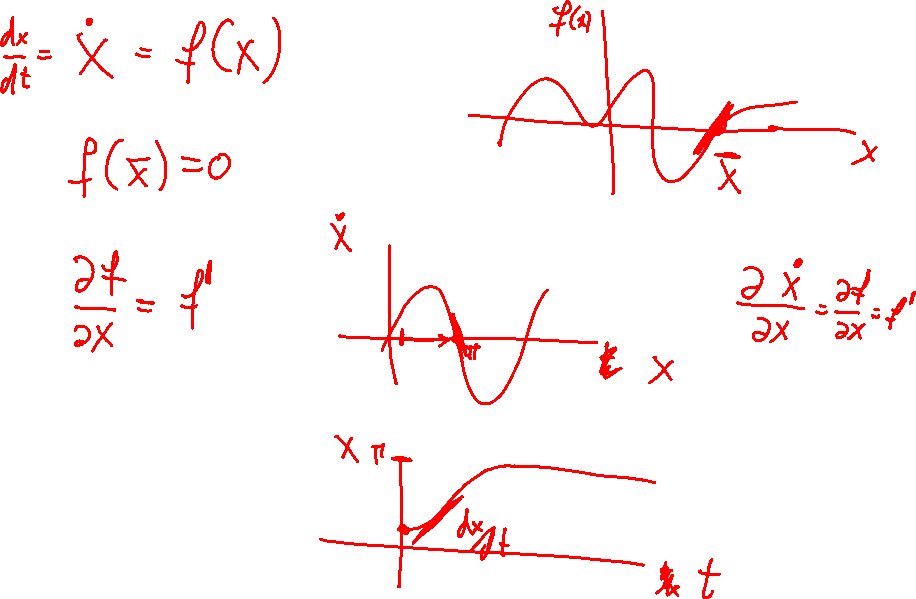 dx/dt = ẋ = f(x)
f(x)
x
x̄
f(x̄)=0
ẋ
∂f/∂x = f'
π
x
∂ẋ/∂x = ∂f/∂x = f'
x π
dx/dt
t